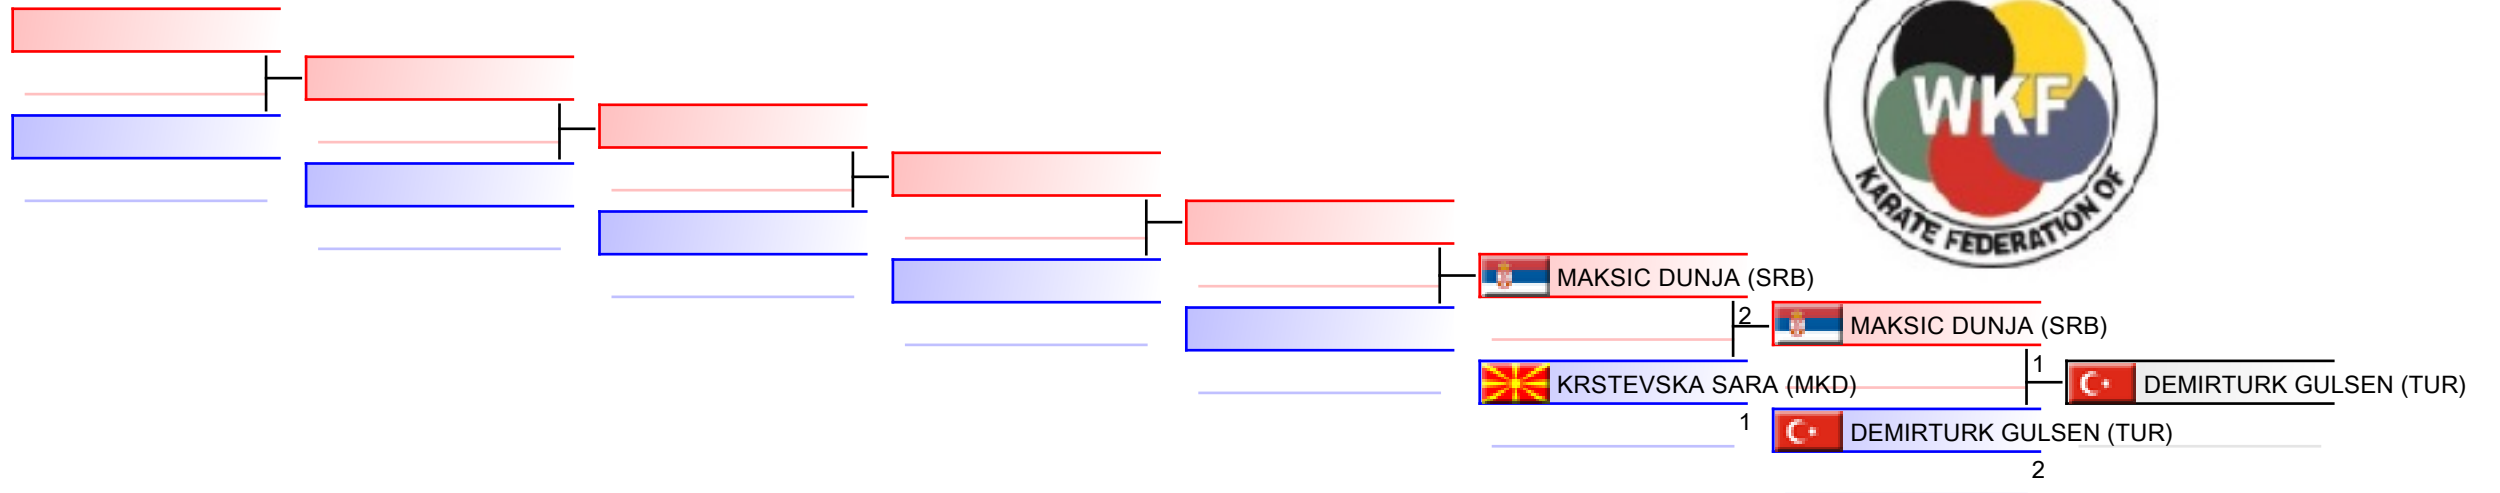 WKF
KARATE FEDERATION OF
MAKSIC DUNJA (SRB)
2
MAKSIC DUNJA (SRB)
1
KRSTEVSKA SARA (MKD)
1
DEMIRTURK GULSEN (TUR)
DEMIRTURK GULSEN (TUR)
2